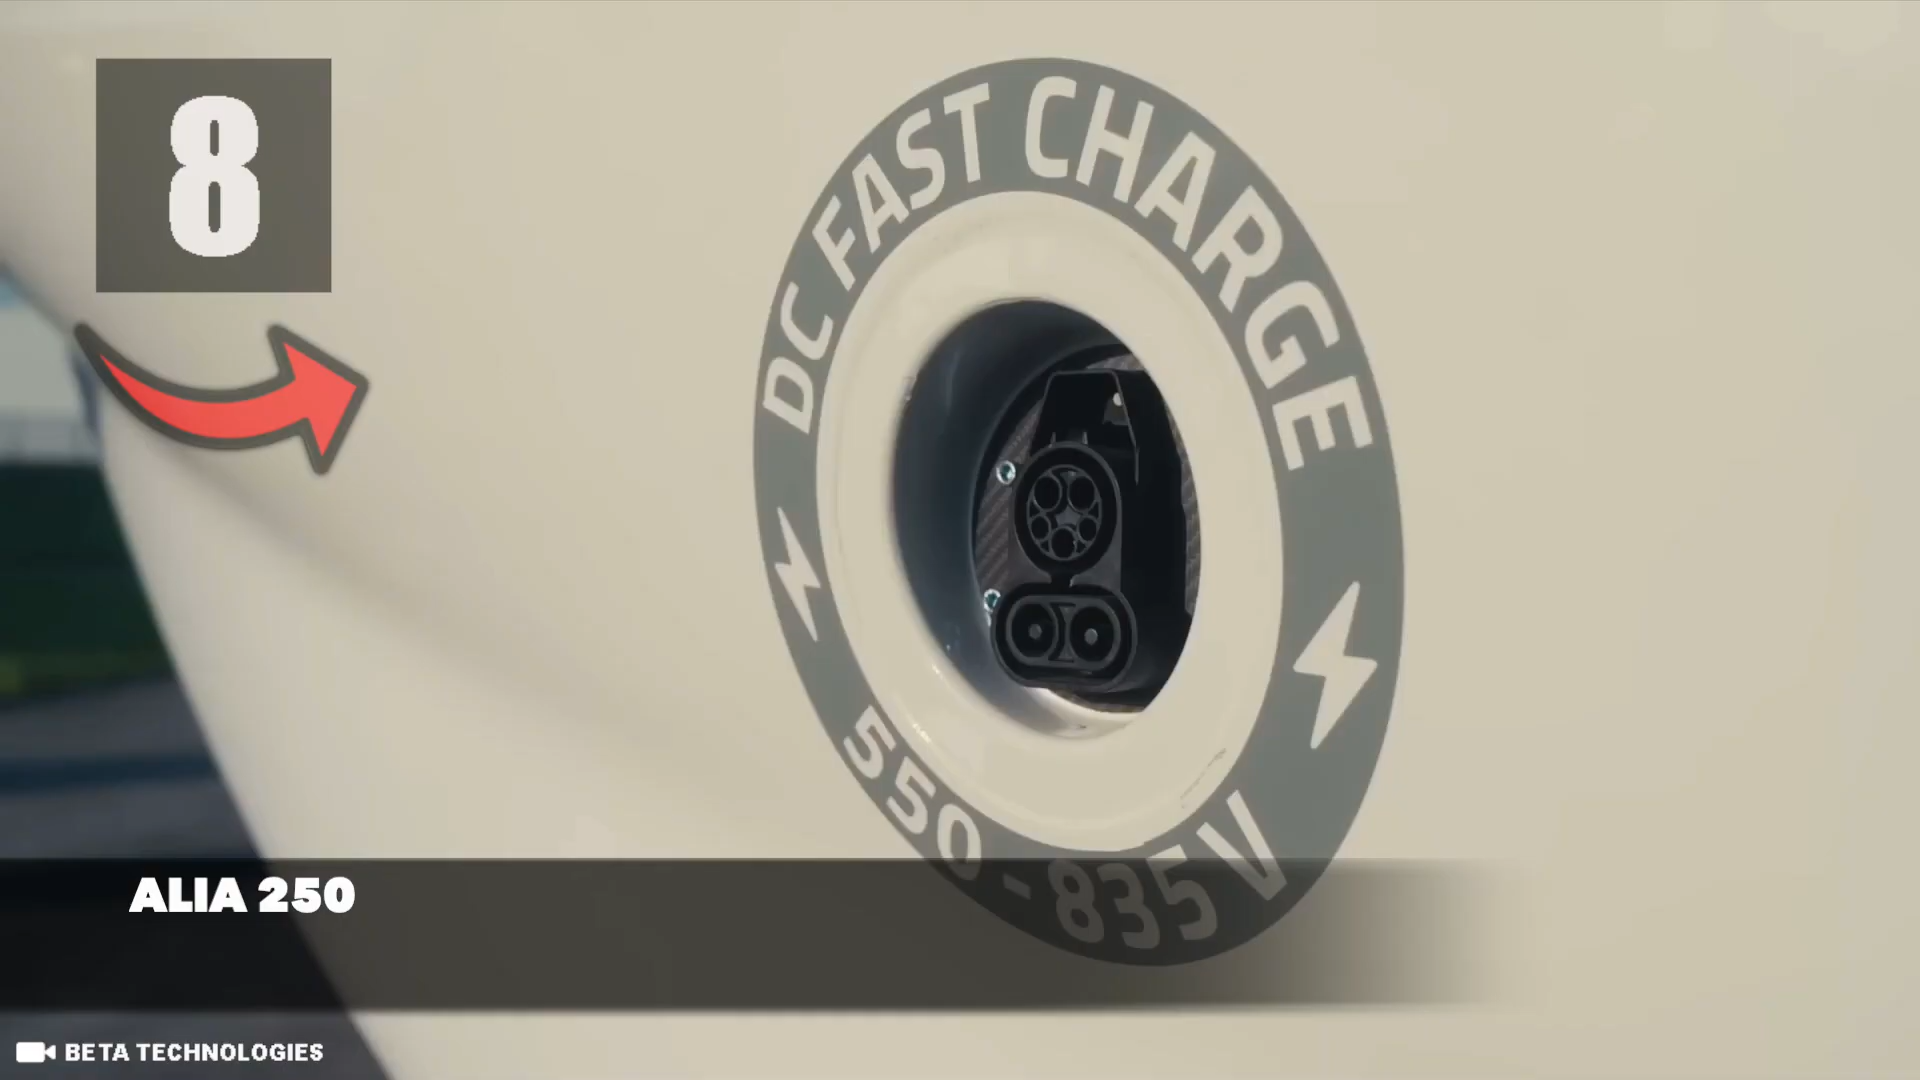 8
DC FAST CHARGE
550 - 835 V
ALIA 250
BETA TECHNOLOGIES